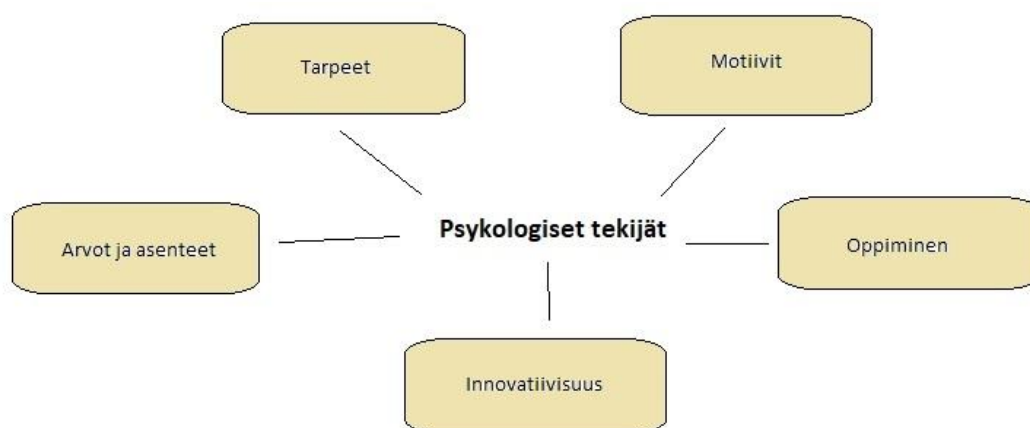 Tarpeet
Motiivit
Psykologiset tekijät
Arvot ja asenteet
Oppiminen
Innovatiivisuus